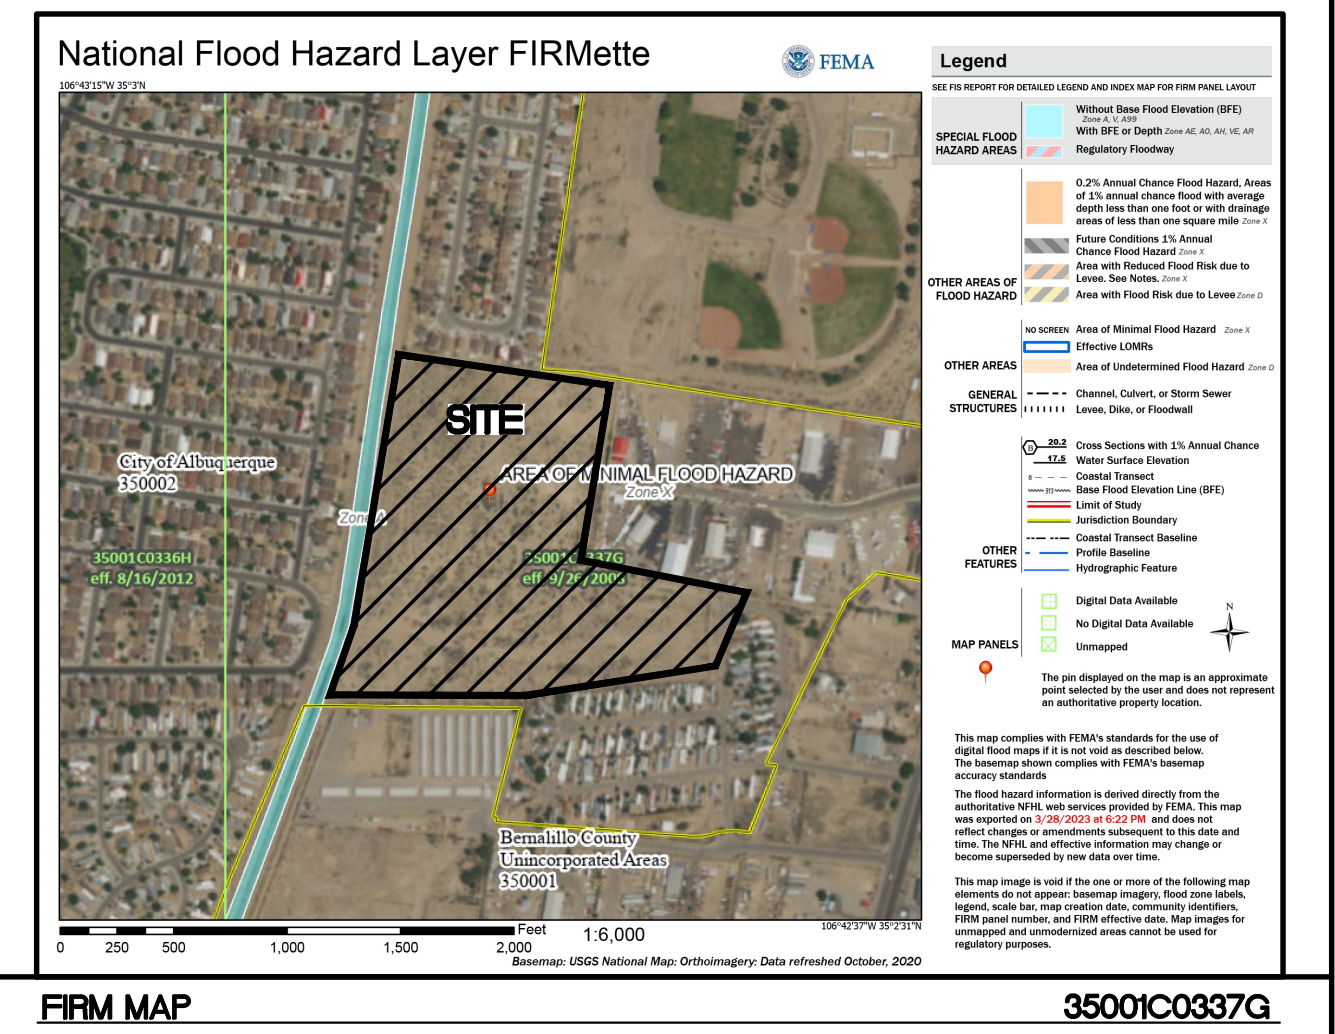 National Flood Hazard Layer FIRMette
FEMA
106°43'15"W 35°3'N
SITE
City of Albuquerque
350002
AREA OF MINIMAL FLOOD HAZARD
Zone X
Zone A
35001C0336H
eff. 8/16/2012
35001C0337G
eff. 9/26/2008
Bernalillo County
Unincorporated Areas
350001
106°42'37"W 35°2'31"N
Feet
0 250 500 1,000 1,500 2,000
1:6,000
Basemap: USGS National Map: Orthoimagery: Data refreshed October, 2020
Legend
SEE FIS REPORT FOR DETAILED LEGEND AND INDEX MAP FOR FIRM PANEL LAYOUT
SPECIAL FLOOD
HAZARD AREAS
Without Base Flood Elevation (BFE)
Zone A, V, A99
With BFE or Depth Zone AE, AO, AH, VE, AR
Regulatory Floodway
OTHER AREAS OF
FLOOD HAZARD
0.2% Annual Chance Flood Hazard, Areas
of 1% annual chance flood with average
depth less than one foot or with drainage
areas of less than one square mile Zone X
Future Conditions 1% Annual
Chance Flood Hazard Zone X
Area with Reduced Flood Risk due to
Levee. See Notes. Zone X
Area with Flood Risk due to Levee Zone D
OTHER AREAS
NO SCREEN Area of Minimal Flood Hazard Zone X
Effective LOMRs
Area of Undetermined Flood Hazard Zone D
GENERAL
STRUCTURES
Channel, Culvert, or Storm Sewer
Levee, Dike, or Floodwall
OTHER
FEATURES
B 20.2 Cross Sections with 1% Annual Chance
17.5 Water Surface Elevation
8 Coastal Transect
513 Base Flood Elevation Line (BFE)
Limit of Study
Jurisdiction Boundary
Coastal Transect Baseline
Profile Baseline
Hydrographic Feature
MAP PANELS
Digital Data Available
No Digital Data Available
Unmapped
N
The pin displayed on the map is an approximate
point selected by the user and does not represent
an authoritative property location.
This map complies with FEMA's standards for the use of
digital flood maps if it is not void as described below.
The basemap shown complies with FEMA's basemap
accuracy standards
The flood hazard information is derived directly from the
authoritative NFHL web services provided by FEMA. This map
was exported on 3/28/2023 at 6:22 PM and does not
reflect changes or amendments subsequent to this date and
time. The NFHL and effective information may change or
become superseded by new data over time.
This map image is void if the one or more of the following map
elements do not appear: basemap imagery, flood zone labels,
legend, scale bar, map creation date, community identifiers,
FIRM panel number, and FIRM effective date. Map images for
unmapped and unmodernized areas cannot be used for
regulatory purposes.
FIRM MAP
35001C0337G